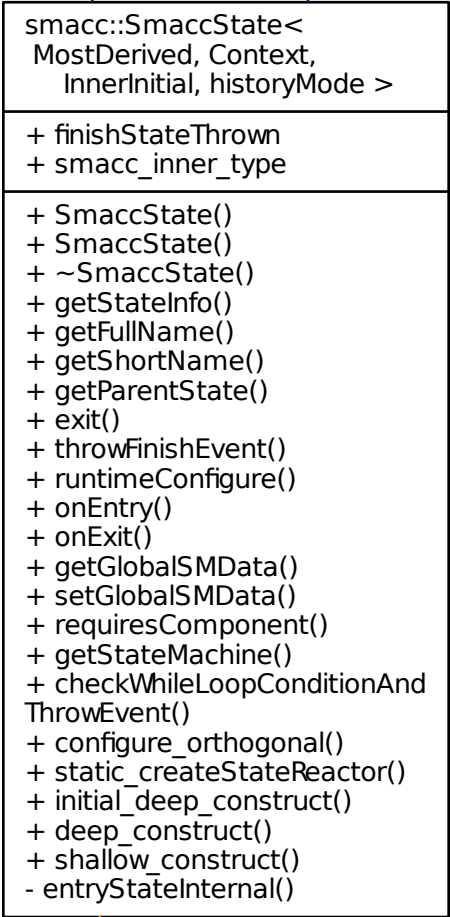 smacc::SmaccState<
MostDerived, Context,
InnerInitial, historyMode >
+ finishStateThrown
+ smacc_inner_type
+ SmaccState()
+ SmaccState()
+ ~SmaccState()
+ getStateInfo()
+ getFullName()
+ getShortName()
+ getParentState()
+ exit()
+ throwFinishEvent()
+ runtimeConfigure()
+ onEntry()
+ onExit()
+ getGlobalSMData()
+ setGlobalSMData()
+ requiresComponent()
+ getStateMachine()
+ checkWhileLoopConditionAnd
ThrowEvent()
+ configure_orthogonal()
+ static_createStateReactor()
+ initial_deep_construct()
+ deep_construct()
+ shallow_construct()
- entryStateInternal()